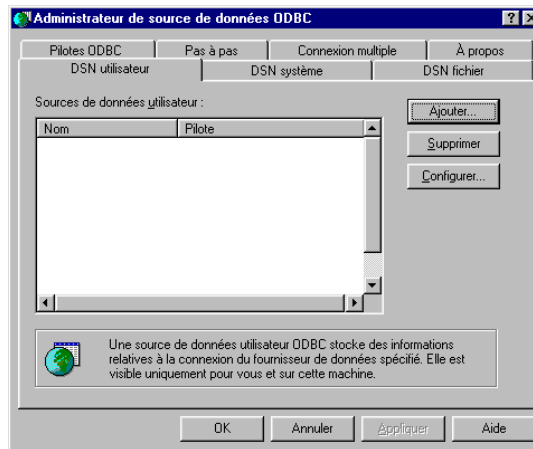 Administrateur de source de données ODBC
Pilotes ODBC Pas à pas Connexion multiple À propos
DSN utilisateur DSN système DSN fichier
Sources de données utilisateur :
Nom Pilote
Ajouter...
Supprimer
Configurer...
Une source de données utilisateur ODBC stocke des informations
relatives à la connexion du fournisseur de données spécifié. Elle est
visible uniquement pour vous et sur cette machine.
OK Annuler Appliquer Aide